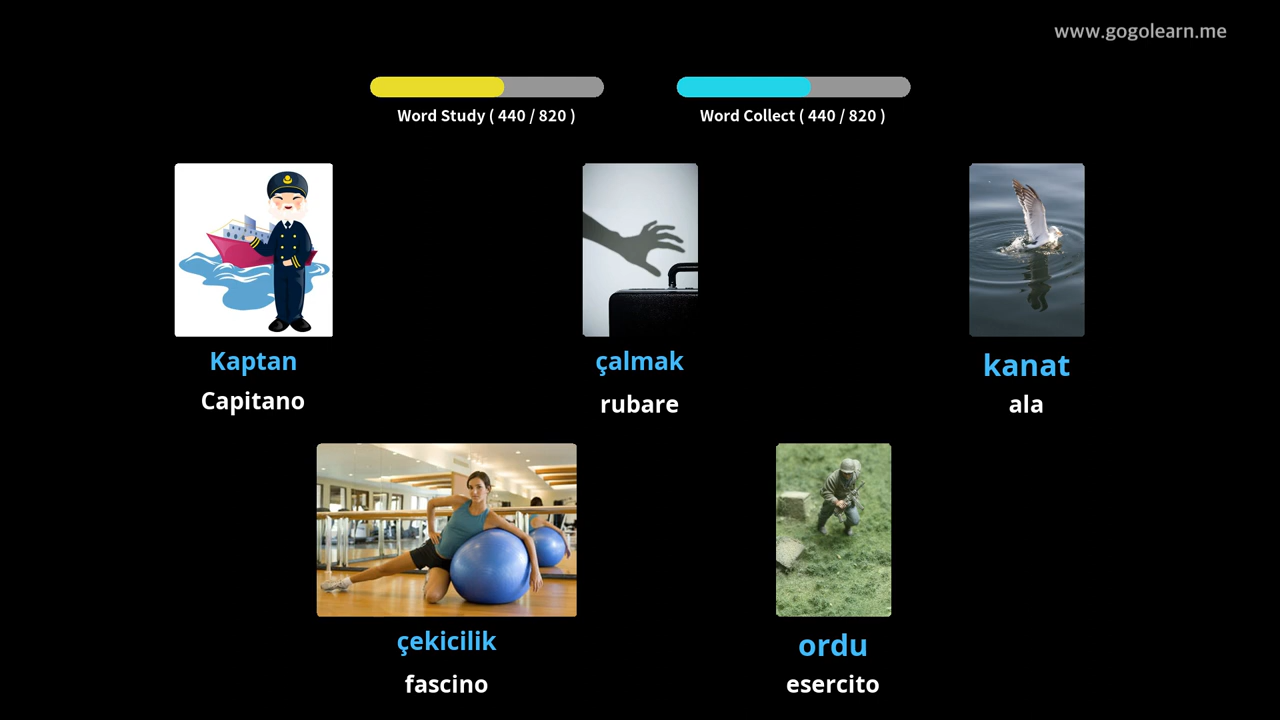 www.gogolearn.me
Word Study ( 440 / 820 )
Word Collect ( 440 / 820 )
Kaptan
Capitano
çalmak
rubare
kanat
ala
çekicilik
fascino
ordu
esercito